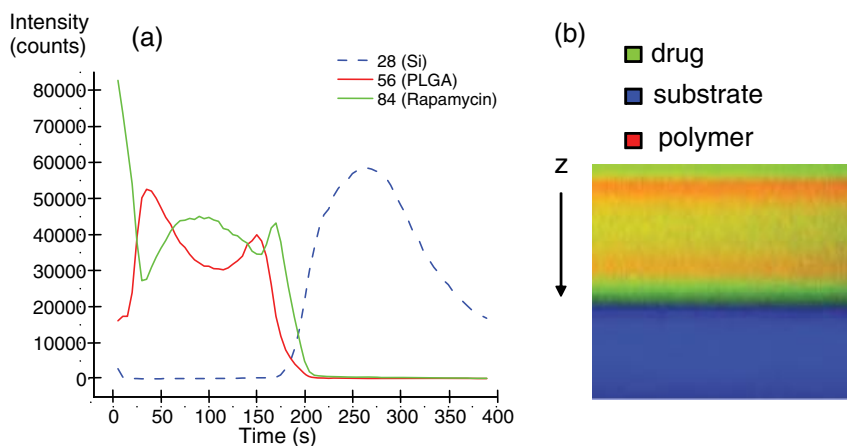 Intensity
(counts)
(a)
28 (Si)
56 (PLGA)
84 (Rapamycin)
80000
70000
60000
50000
40000
30000
20000
10000
0
0 50 100 150 200 250 300 350 400
Time (s)
(b)
drug
substrate
polymer
z